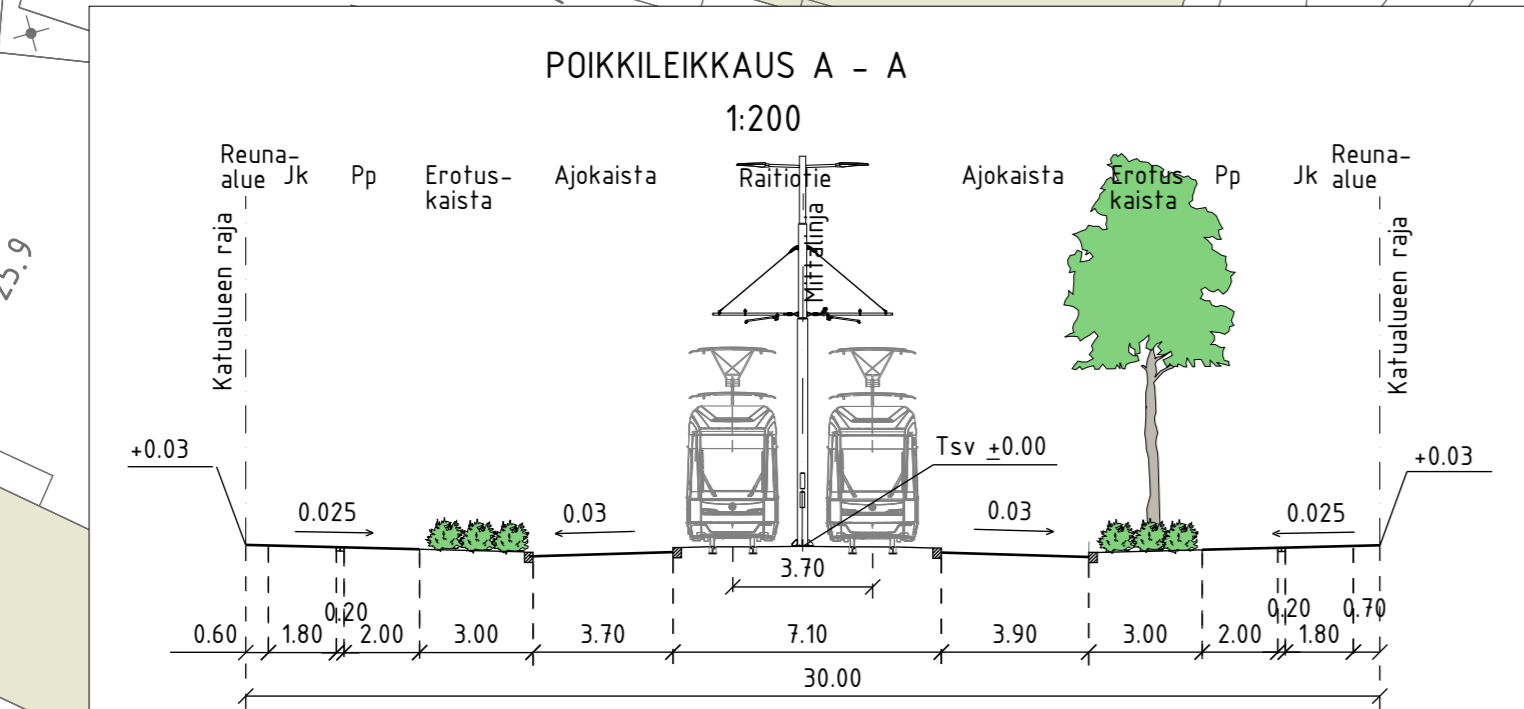 POIKKILEIKKAUS A - A
1:200
Reuna-
alue
Jk
Pp
Erotus-
kaista
Ajokaista
Raitiotie
Ajokaista
Erotus
kaista
Pp
Jk
Reuna-
alue
Katualueen raja
Mittalinja
Katualueen raja
25.9
+0.03
Tsv ±0.00
+0.03
0.025
0.03
0.03
0.025
3.70
0.20
0.20
0.70
0.60
1.80
2.00
3.00
3.70
7.10
3.90
3.00
2.00
1.80
30.00